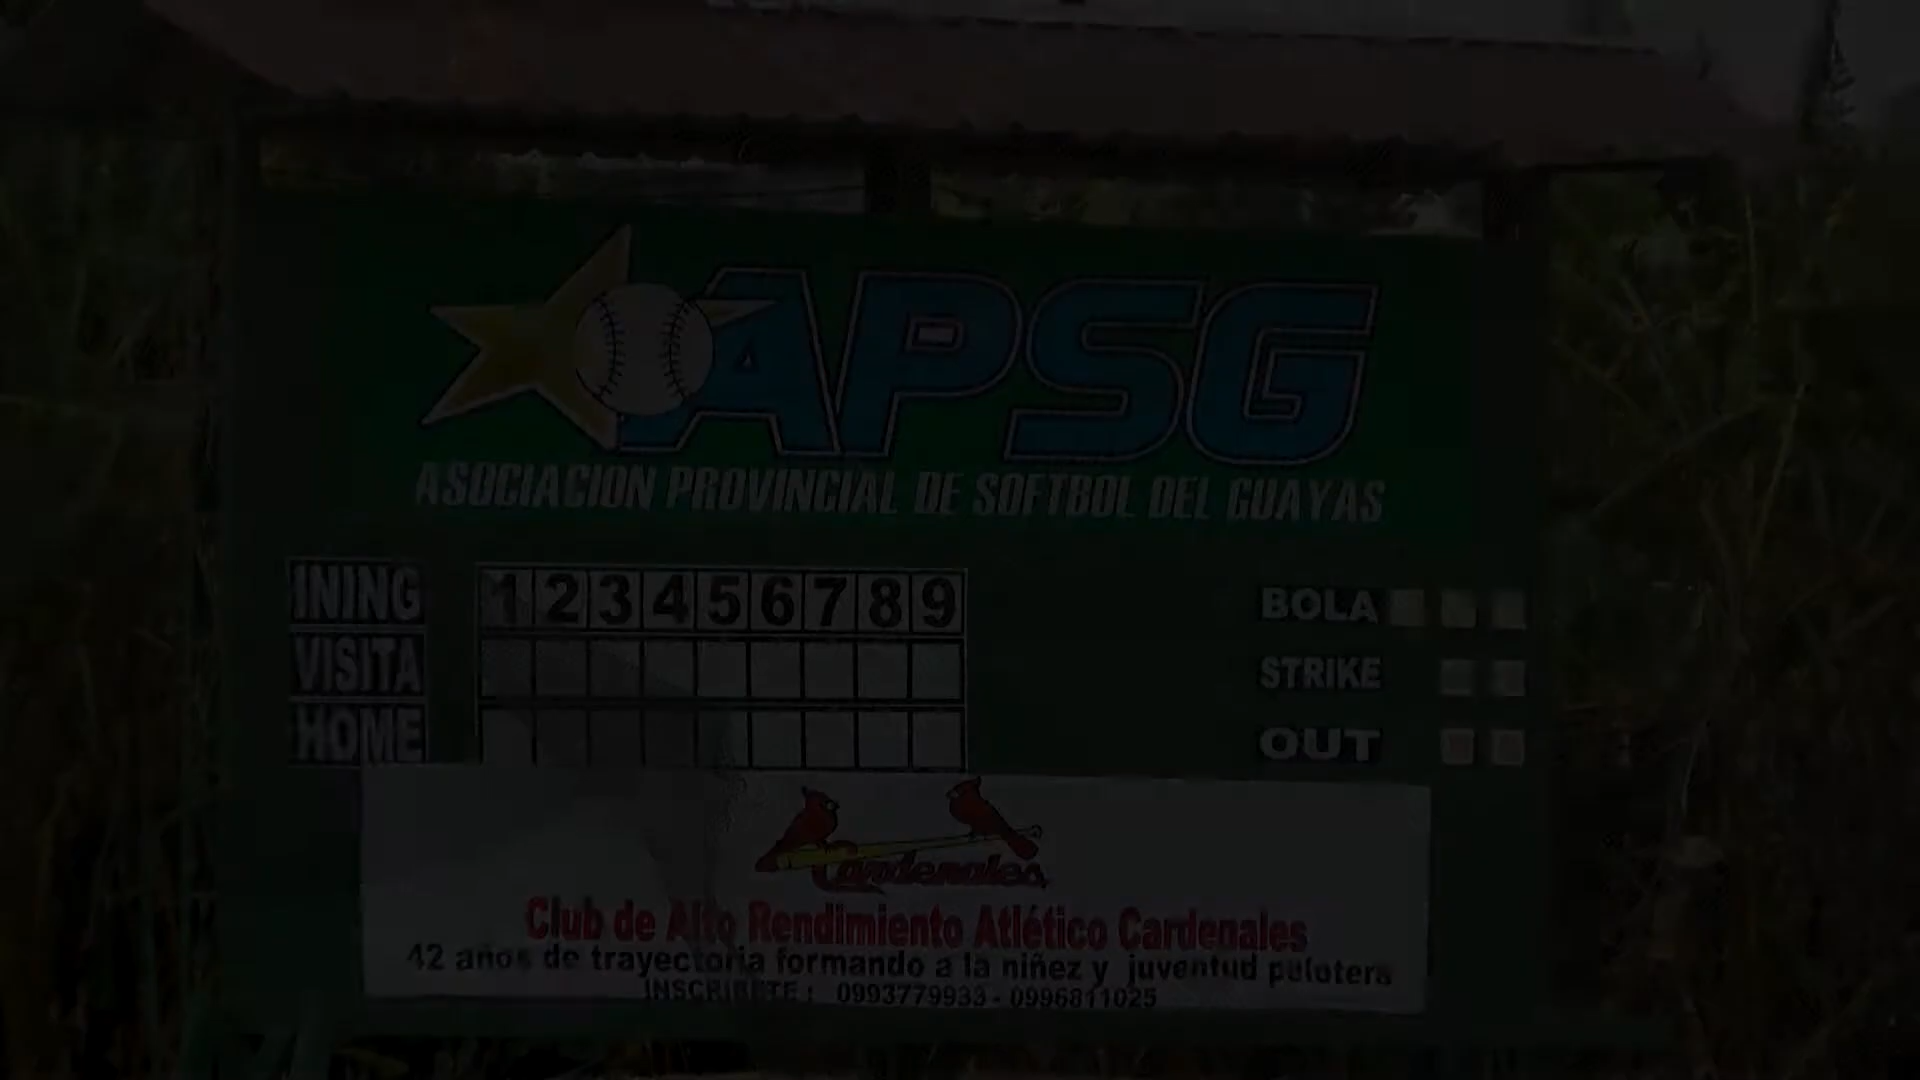 APSG
ASOCIACION PROVINCIAL DE SOFTBOL DEL GUAYAS
INING 1 2 3 4 5 6 7 8 9
VISITA
HOME
BOLA
STRIKE
OUT
Cardenales
Club de Alto Rendimiento Atlético Cardenales
42 años de trayectoria formando a la niñez y juventud pelotera
INSCRIBETE : 0993779933 - 0996811025